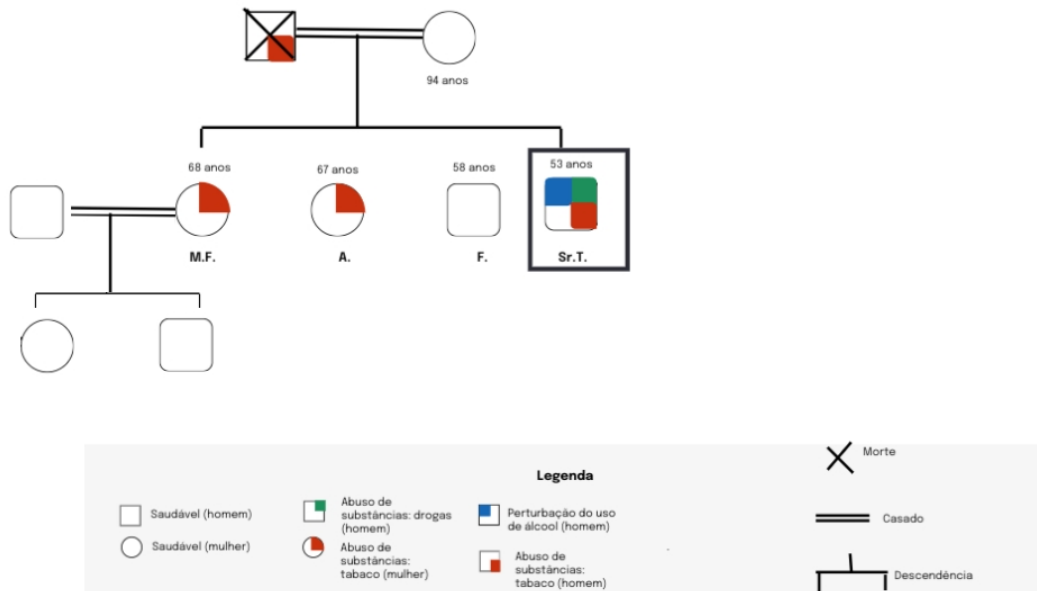 94 anos
68 anos
67 anos
58 anos
53 anos
M.F.
A.
F.
Sr.T.
Legenda
Saudável (homem)
Saudável (mulher)
Abuso de
substâncias: drogas
(homem)
Abuso de
substâncias:
tabaco (mulher)
Perturbação do uso
de álcool (homem)
Abuso de
substâncias:
tabaco (homem)
Morte
Casado
Descendência